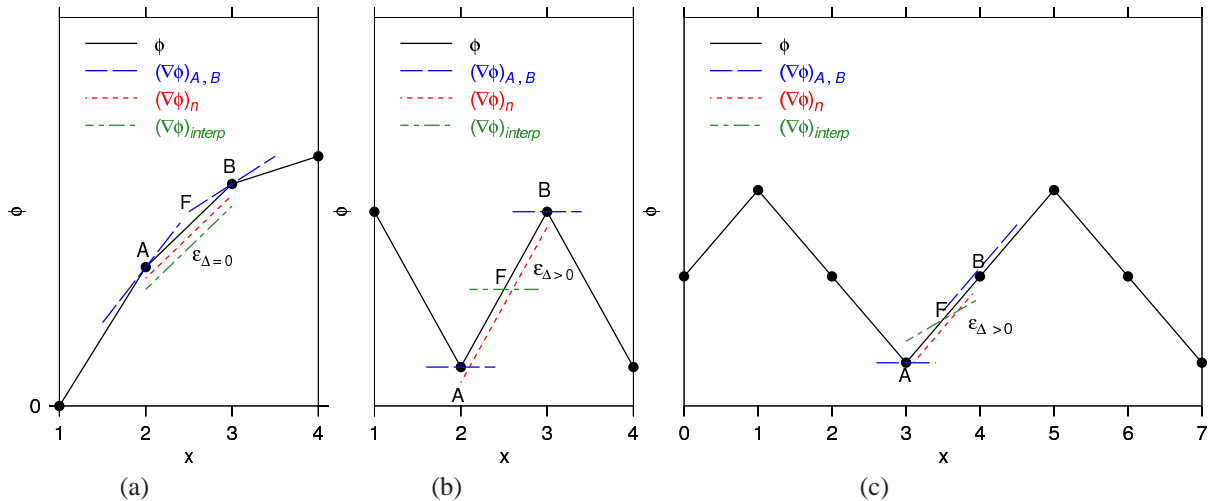 ϕ
(∇ϕ)A, B
(∇ϕ)n
(∇ϕ)interp
B
F
A
εΔ=0
ϕ
0
1 2 3 4
x
(a)
ϕ
(∇ϕ)A, B
(∇ϕ)n
(∇ϕ)interp
B
F
εΔ>0
A
ϕ
1 2 3 4
x
(b)
ϕ
(∇ϕ)A, B
(∇ϕ)n
(∇ϕ)interp
B
F
εΔ>0
A
ϕ
0 1 2 3 4 5 6 7
x
(c)